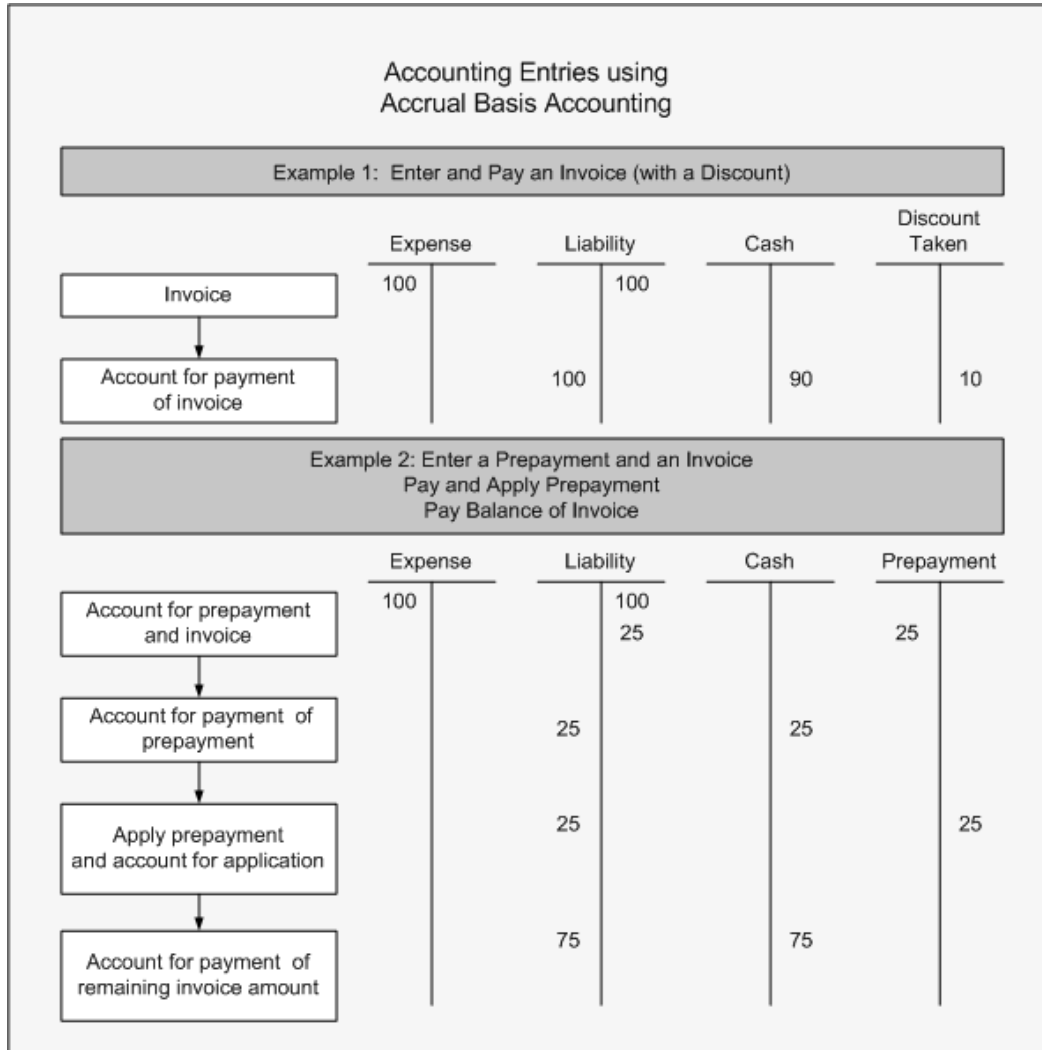 Accounting Entries using
Accrual Basis Accounting
Example 1: Enter and Pay an Invoice (with a Discount)
Expense Liability Cash Discount
Taken
Invoice 100 100
Account for payment
of invoice 100 90 10
Example 2: Enter a Prepayment and an Invoice
Pay and Apply Prepayment
Pay Balance of Invoice
Expense Liability Cash Prepayment
Account for prepayment 100 100
and invoice 25 25
Account for payment of
prepayment 25 25
Apply prepayment 25 25
and account for application
Account for payment of 75 75
remaining invoice amount